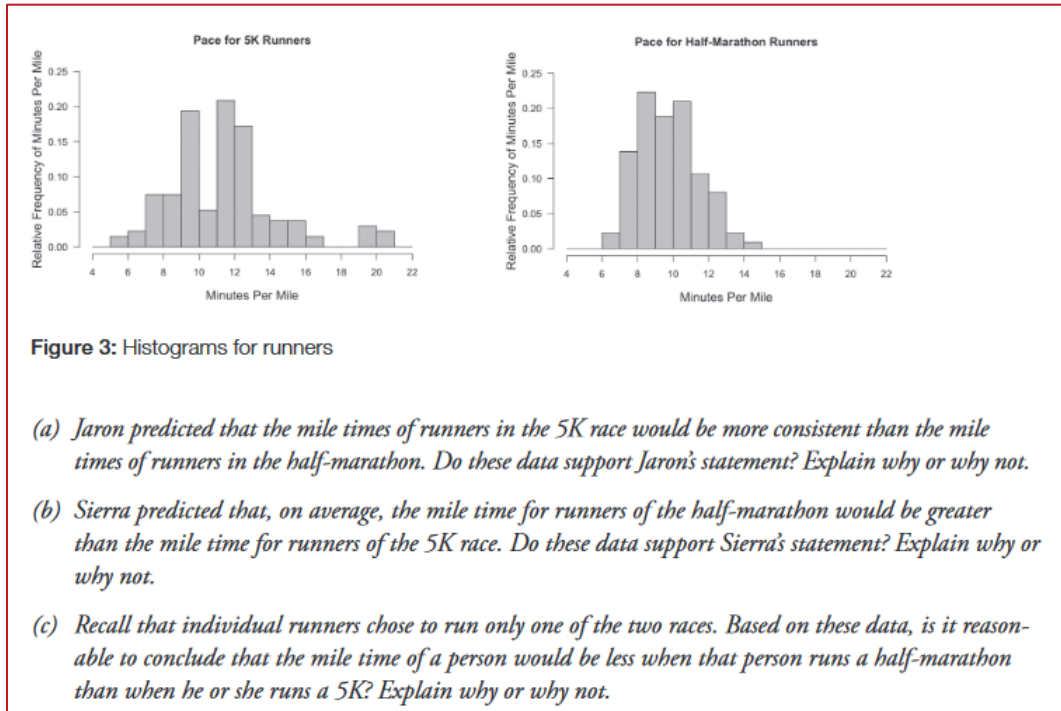 Pace for 5K Runners
Relative Frequency of Minutes Per Mile
0.25
0.20
0.15
0.10
0.05
0.00
4 6 8 10 12 14 16 18 20 22
Minutes Per Mile
Pace for Half-Marathon Runners
Relative Frequency of Minutes Per Mile
0.25
0.20
0.15
0.10
0.05
0.00
4 6 8 10 12 14 16 18 20 22
Minutes Per Mile
Figure 3: Histograms for runners
(a) Jaron predicted that the mile times of runners in the 5K race would be more consistent than the mile
times of runners in the half-marathon. Do these data support Jaron's statement? Explain why or why not.
(b) Sierra predicted that, on average, the mile time for runners of the half-marathon would be greater
than the mile time for runners of the 5K race. Do these data support Sierra's statement? Explain why or
why not.
(c) Recall that individual runners chose to run only one of the two races. Based on these data, is it reason-
able to conclude that the mile time of a person would be less when that person runs a half-marathon
than when he or she runs a 5K? Explain why or why not.